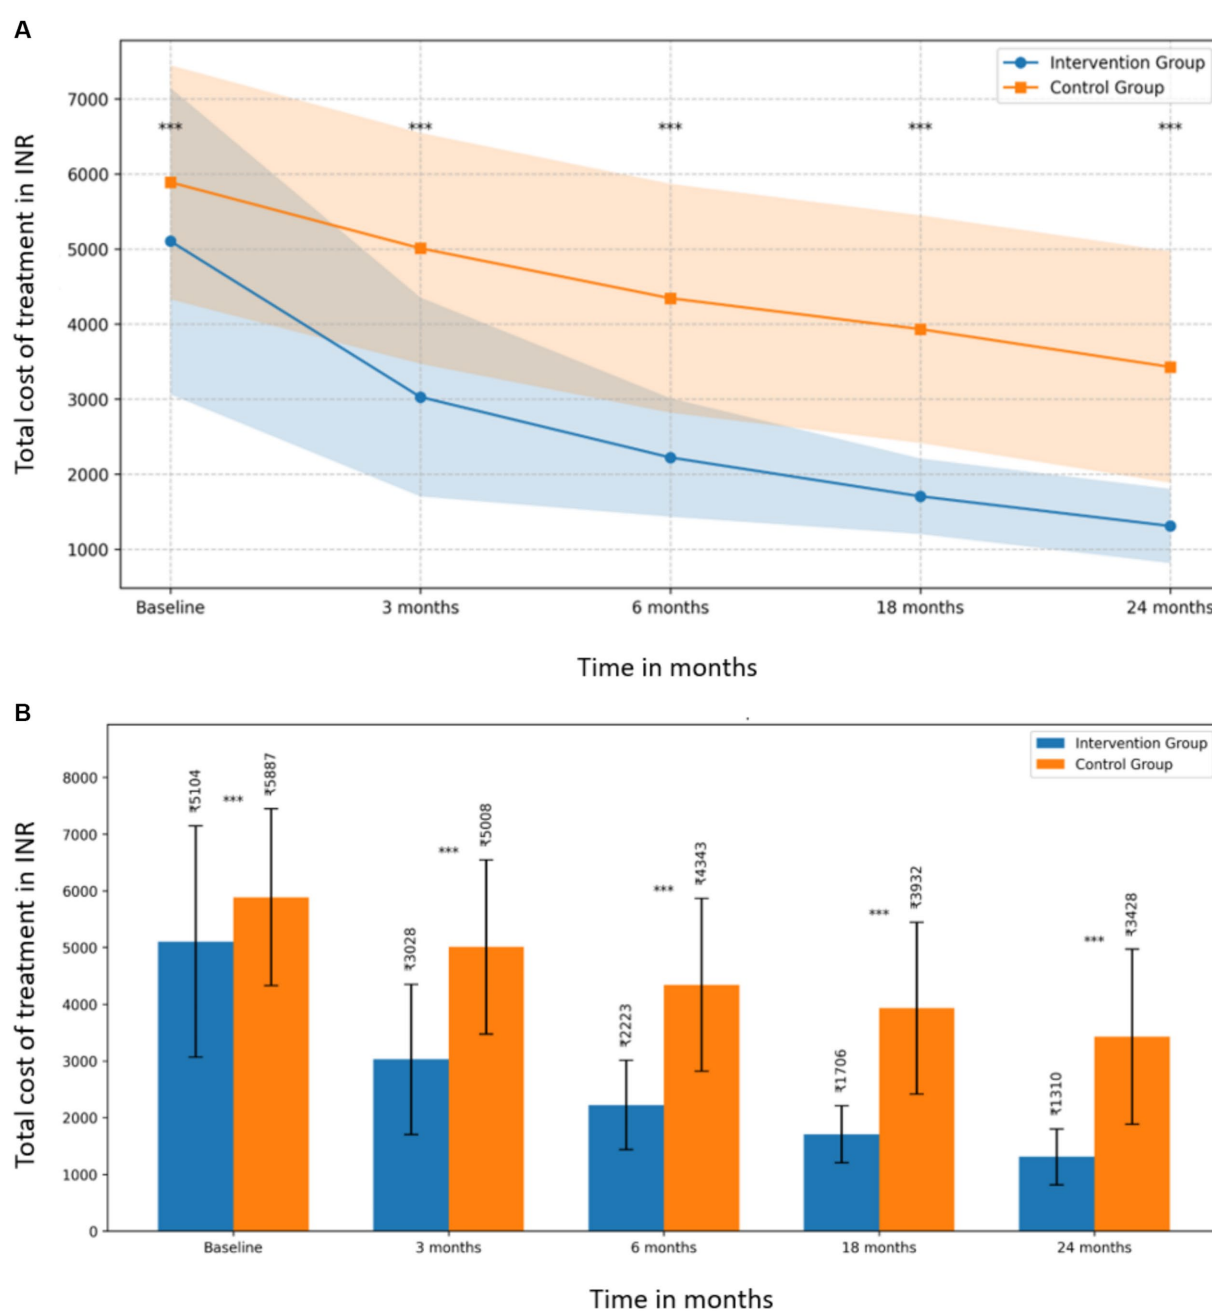 A
Total cost of treatment in INR
7000
6000
5000
4000
3000
2000
1000
Intervention Group
Control Group
*** *** *** *** ***
Baseline 3 months 6 months 18 months 24 months
Time in months
B
Total cost of treatment in INR
8000
7000
6000
5000
4000
3000
2000
1000
0
Intervention Group
Control Group
₹5104 *** ₹5887
₹3028 *** ₹5008
₹2223 *** ₹4343
₹1706 *** ₹3932
₹1310 *** ₹3428
Baseline 3 months 6 months 18 months 24 months
Time in months